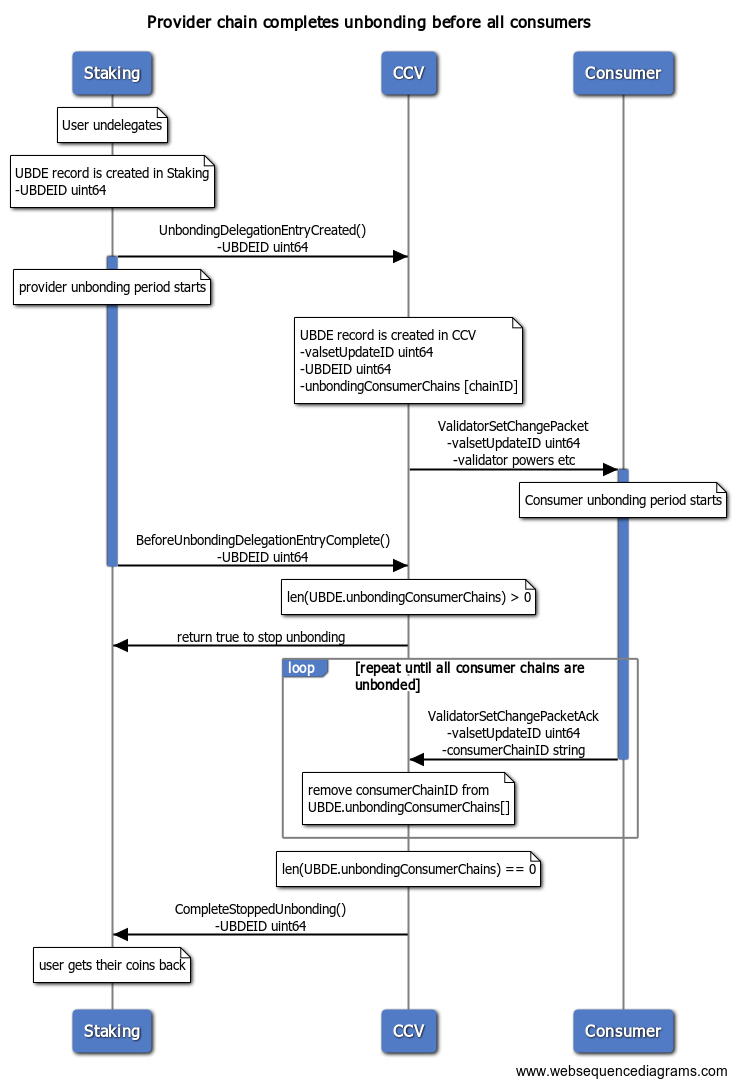 Provider chain completes unbonding before all consumers
Staking
CCV
Consumer
User undelegates
UBDE record is created in Staking
-UBDEID uint64
UnbondingDelegationEntryCreated()
-UBDEID uint64
provider unbonding period starts
UBDE record is created in CCV
-valsetUpdateID uint64
-UBDEID uint64
-unbondingConsumerChains [chainID]
ValidatorSetChangePacket
-valsetUpdateID uint64
-validator powers etc
Consumer unbonding period starts
BeforeUnbondingDelegationEntryComplete()
-UBDEID uint64
len(UBDE.unbondingConsumerChains) > 0
return true to stop unbonding
loop
[repeat until all consumer chains are
unbonded]
ValidatorSetChangePacketAck
-valsetUpdateID uint64
-consumerChainID string
remove consumerChainID from
UBDE.unbondingConsumerChains[]
len(UBDE.unbondingConsumerChains) == 0
CompleteStoppedUnbonding()
-UBDEID uint64
user gets their coins back
Staking
CCV
Consumer
www.websequencediagrams.com